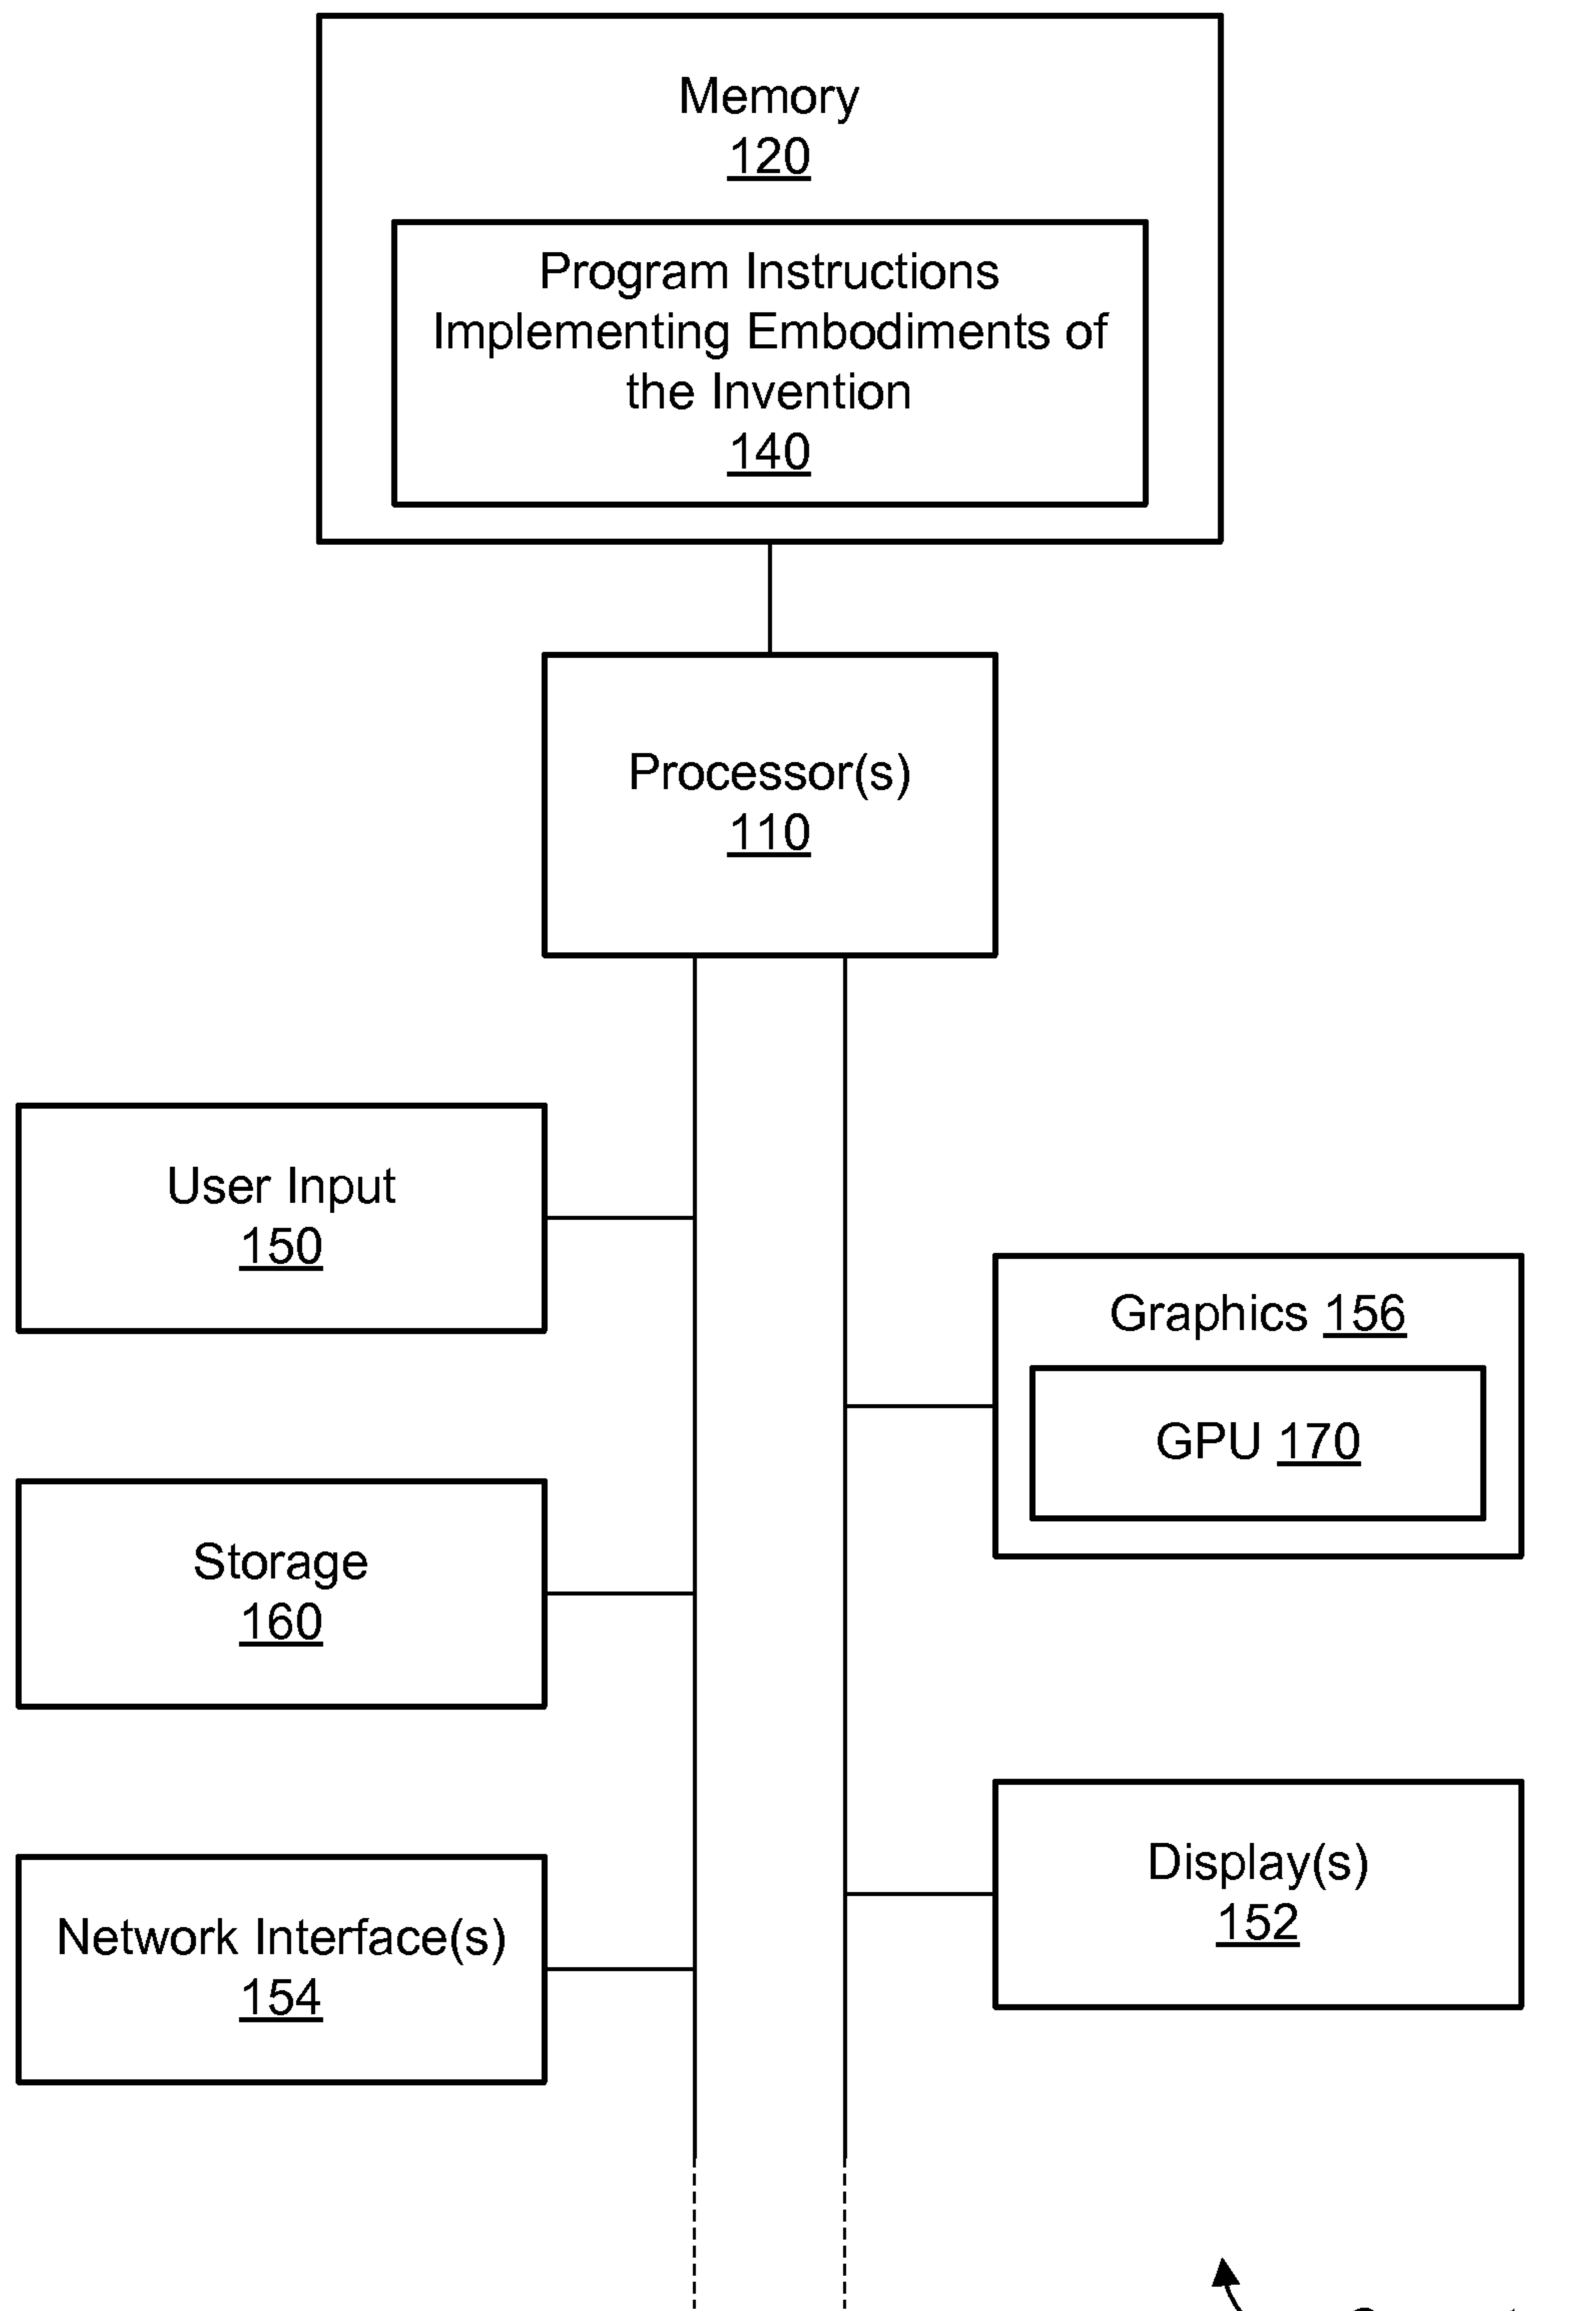 Memory
120
Program Instructions
Implementing Embodiments of
the Invention
140
Processor(s)
110
User Input
150
Graphics 156
GPU 170
Storage
160
Display(s)
152
Network Interface(s)
154